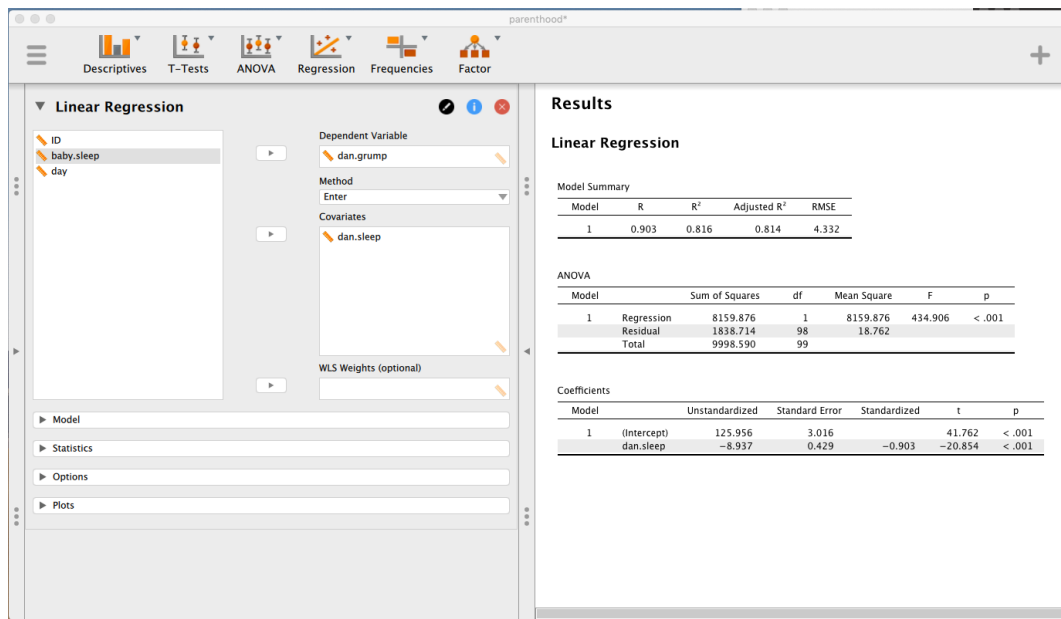 parenthood*
Descriptives T-Tests ANOVA Regression Frequencies Factor
Linear Regression
ID
baby.sleep
day
Dependent Variable
dan.grump
Method
Enter
Covariates
dan.sleep
WLS Weights (optional)
Model
Statistics
Options
Plots
Results
Linear Regression
Model Summary
Model R R² Adjusted R² RMSE
1 0.903 0.816 0.814 4.332
ANOVA
Model Sum of Squares df Mean Square F p
1 Regression 8159.876 1 8159.876 434.906 < .001
Residual 1838.714 98 18.762
Total 9998.590 99
Coefficients
Model Unstandardized Standard Error Standardized t p
1 (Intercept) 125.956 3.016 41.762 < .001
dan.sleep −8.937 0.429 −0.903 −20.854 < .001